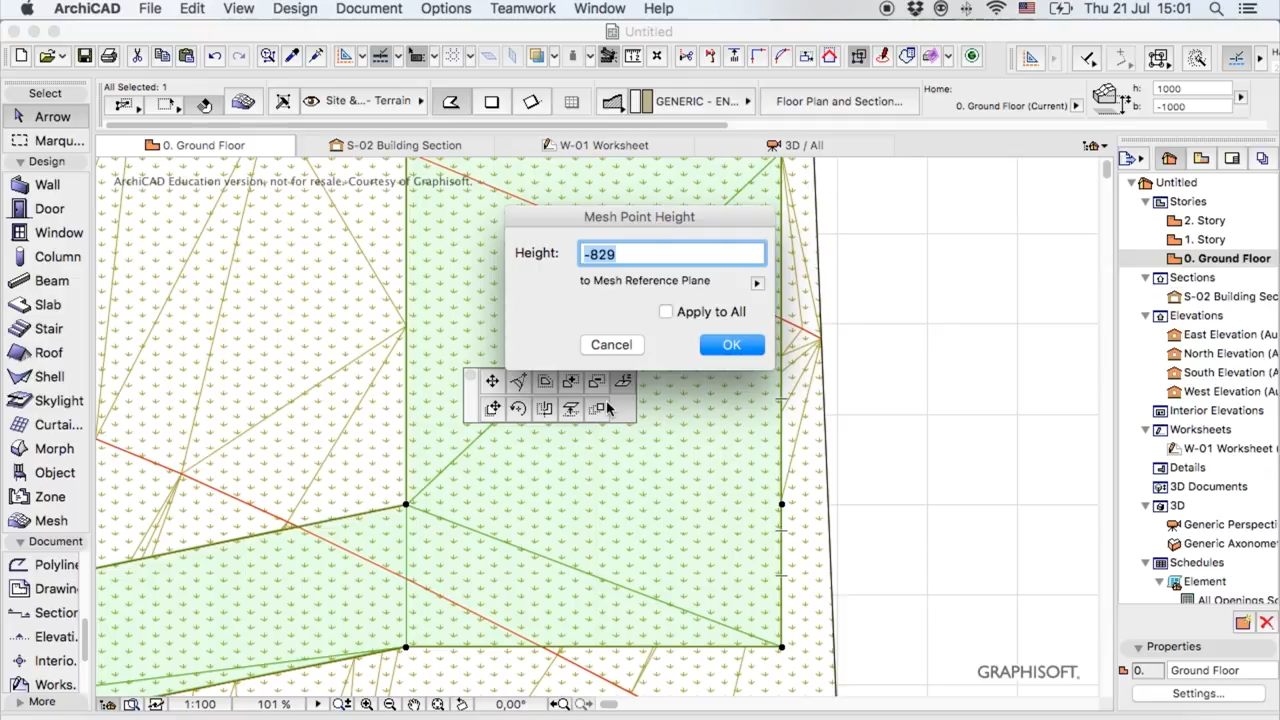 ArchiCAD File Edit View Design Document Options Teamwork Window Help Thu 21 Jul 15:01
Untitled
Select
Arrow
Marqu...
Design
Wall
Door
Window
Column
Beam
Slab
Stair
Roof
Shell
Skylight
Curtai...
Morph
Object
Zone
Mesh
Document
Polyline
Drawin
Section
Elevati.
Interio.
Works.
More
All Selected: 1
Site &...- Terrain
GENERIC - EN...
Floor Plan and Section...
Home:
0. Ground Floor (Current)
h: 1000
b: -1000
0. Ground Floor
S-02 Building Section
W-01 Worksheet
3D / All
ArchiCAD Education version, not for resale. Courtesy of Graphisoft.
Mesh Point Height
Height: -829
to Mesh Reference Plane
Apply to All
Cancel OK
GRAPHISOFT.
1:100 101 % 0,00°
Untitled
Stories
2. Story
1. Story
0. Ground Floor
Sections
S-02 Building Sec
Elevations
East Elevation (Au
North Elevation (A
South Elevation (A
West Elevation (Au
Interior Elevations
Worksheets
W-01 Worksheet (
Details
3D Documents
3D
Generic Perspecti
Generic Axonome
Schedules
Element
All Openings Sc
Properties
0. Ground Floor
Settings...